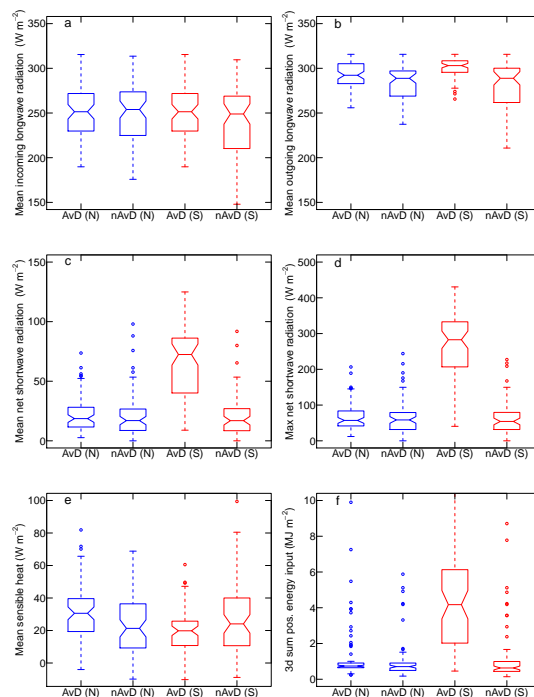 a
Mean incoming longwave radiation (W m−2)
350
300
250
200
150
AvD (N) nAvD (N) AvD (S) nAvD (S)
b
Mean outgoing longwave radiation (W m−2)
350
300
250
200
150
AvD (N) nAvD (N) AvD (S) nAvD (S)
c
Mean net shortwave radiation (W m−2)
150
100
50
0
AvD (N) nAvD (N) AvD (S) nAvD (S)
d
Max net shortwave radiation (W m−2)
500
400
300
200
100
0
AvD (N) nAvD (N) AvD (S) nAvD (S)
e
Mean sensible heat (W m−2)
100
80
60
40
20
0
AvD (N) nAvD (N) AvD (S) nAvD (S)
f
3d sum pos. energy input (MJ m−2)
10
8
6
4
2
0
AvD (N) nAvD (N) AvD (S) nAvD (S)